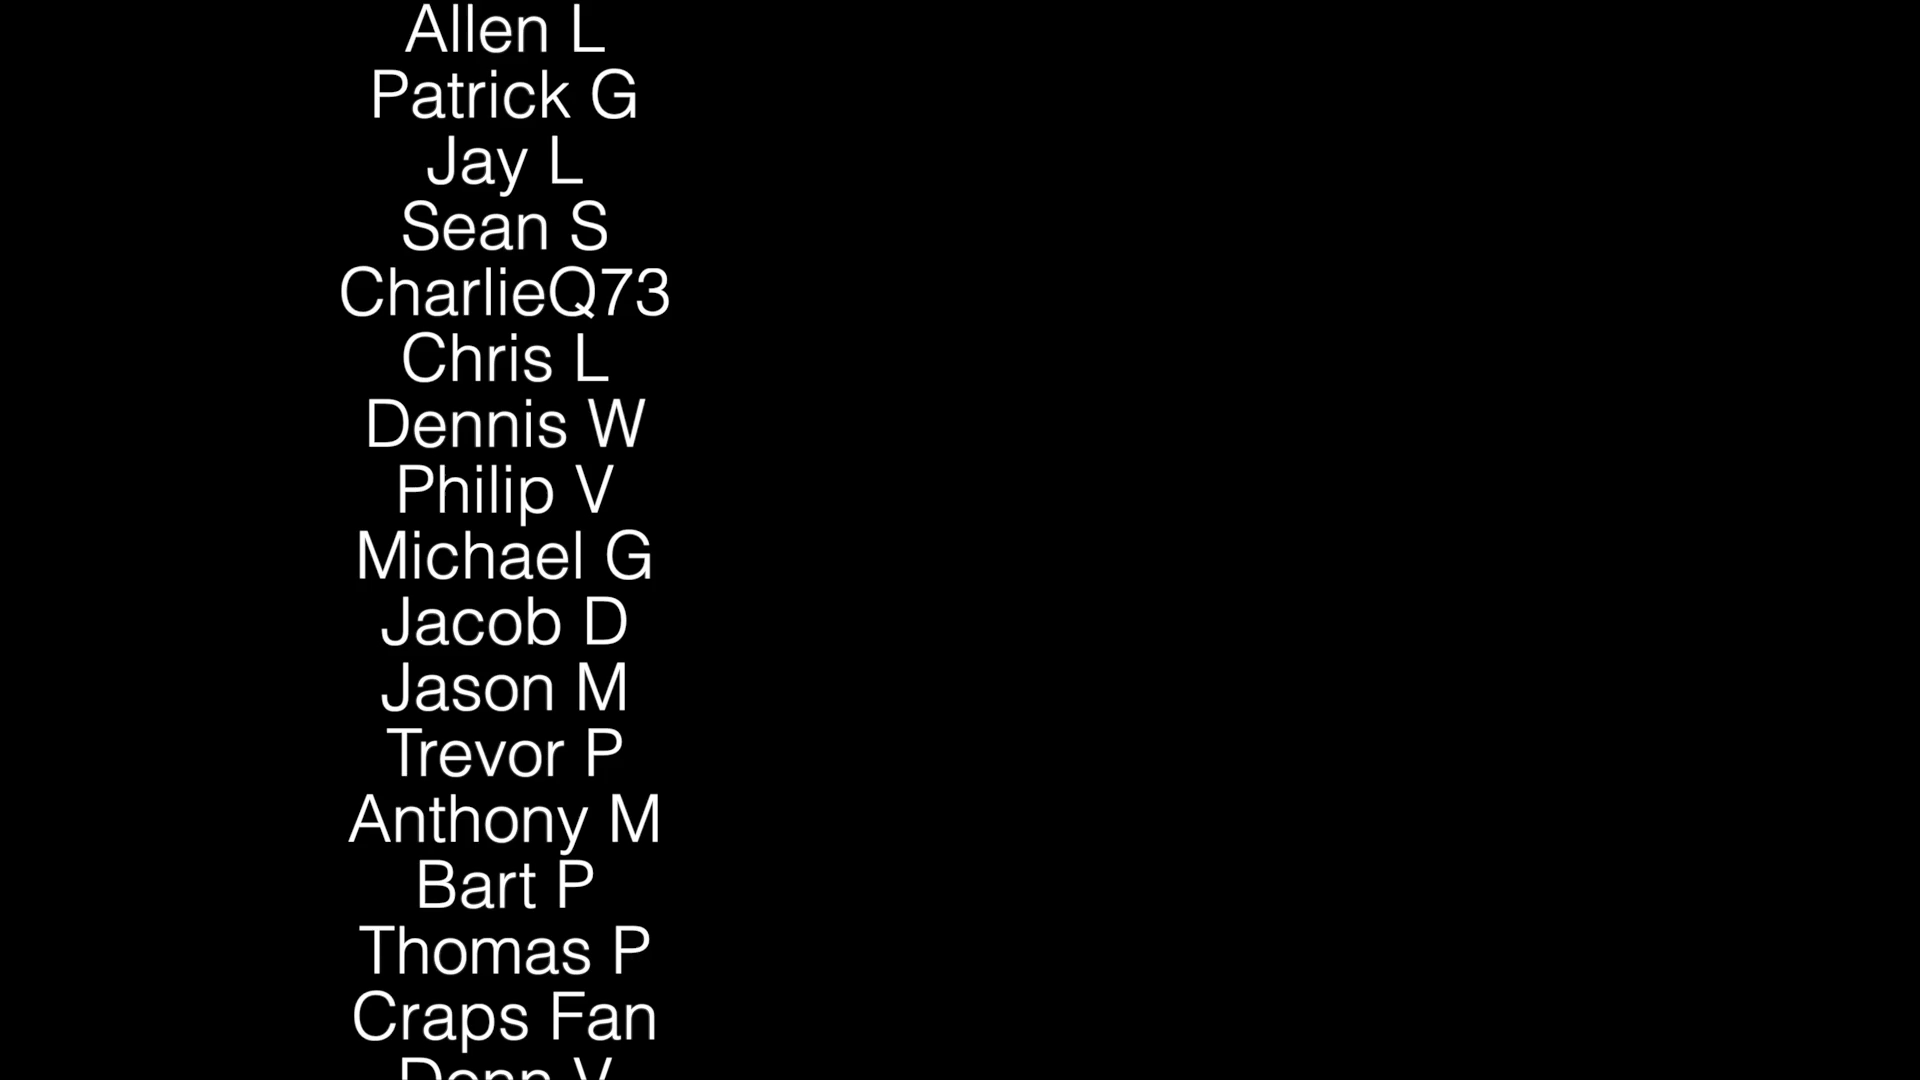 Allen L
Patrick G
Jay L
Sean S
CharlieQ73
Chris L
Dennis W
Philip V
Michael G
Jacob D
Jason M
Trevor P
Anthony M
Bart P
Thomas P
Craps Fan